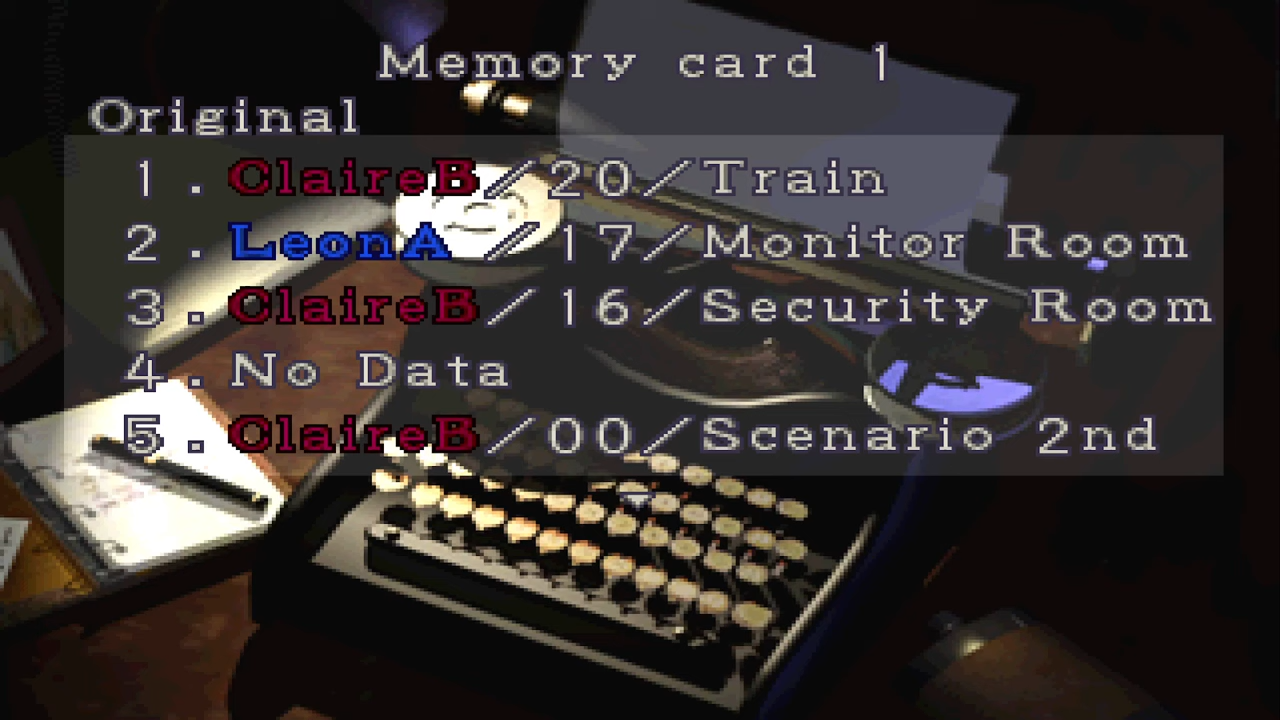 Memory card 1
Original
1. ClaireB/20/Train
2. LeonA /17/Monitor Room
3. ClaireB/16/Security Room
4. No Data
5. ClaireB/00/Scenario 2nd